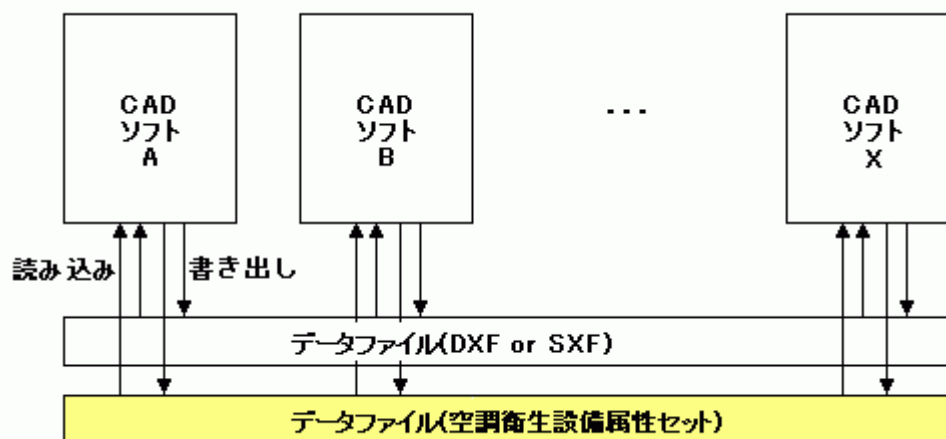 CAD
ソフト
A
CAD
ソフト
B
...
CAD
ソフト
X
読み込み
書き出し
データファイル(DXF or SXF)
データファイル(空調衛生設備属性セット)